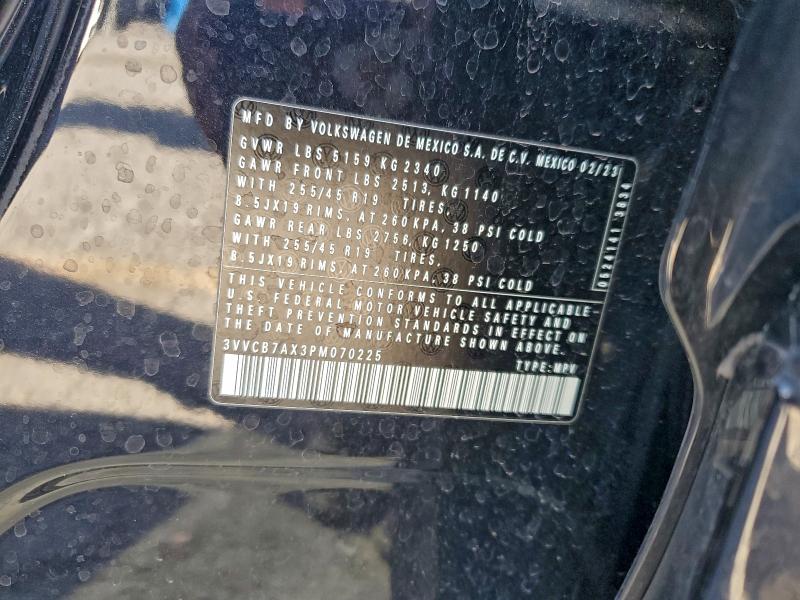 MFD BY VOLKSWAGEN DE MEXICO S.A. DE C.V. MEXICO 02/23
GVWR LBS 5159 KG 2340
GAWR FRONT LBS 2513, KG 1140
WITH 255/45 R19 TIRES,
8.5JX19 RIMS, AT 260 KPA, 38 PSI COLD
GAWR REAR LBS 2756, KG 1250
WITH 255/45 R19 TIRES,
8.5JX19 RIMS, AT 260 KPA, 38 PSI COLD
THIS VEHICLE CONFORMS TO ALL APPLICABLE
U.S. FEDERAL MOTOR VEHICLE SAFETY AND
THEFT PREVENTION STANDARDS IN EFFECT ON
THE DATE OF MANUFACTURE SHOWN ABOVE.
3VVCB7AX3PM070225
TYPE: MPV
0624141 3034